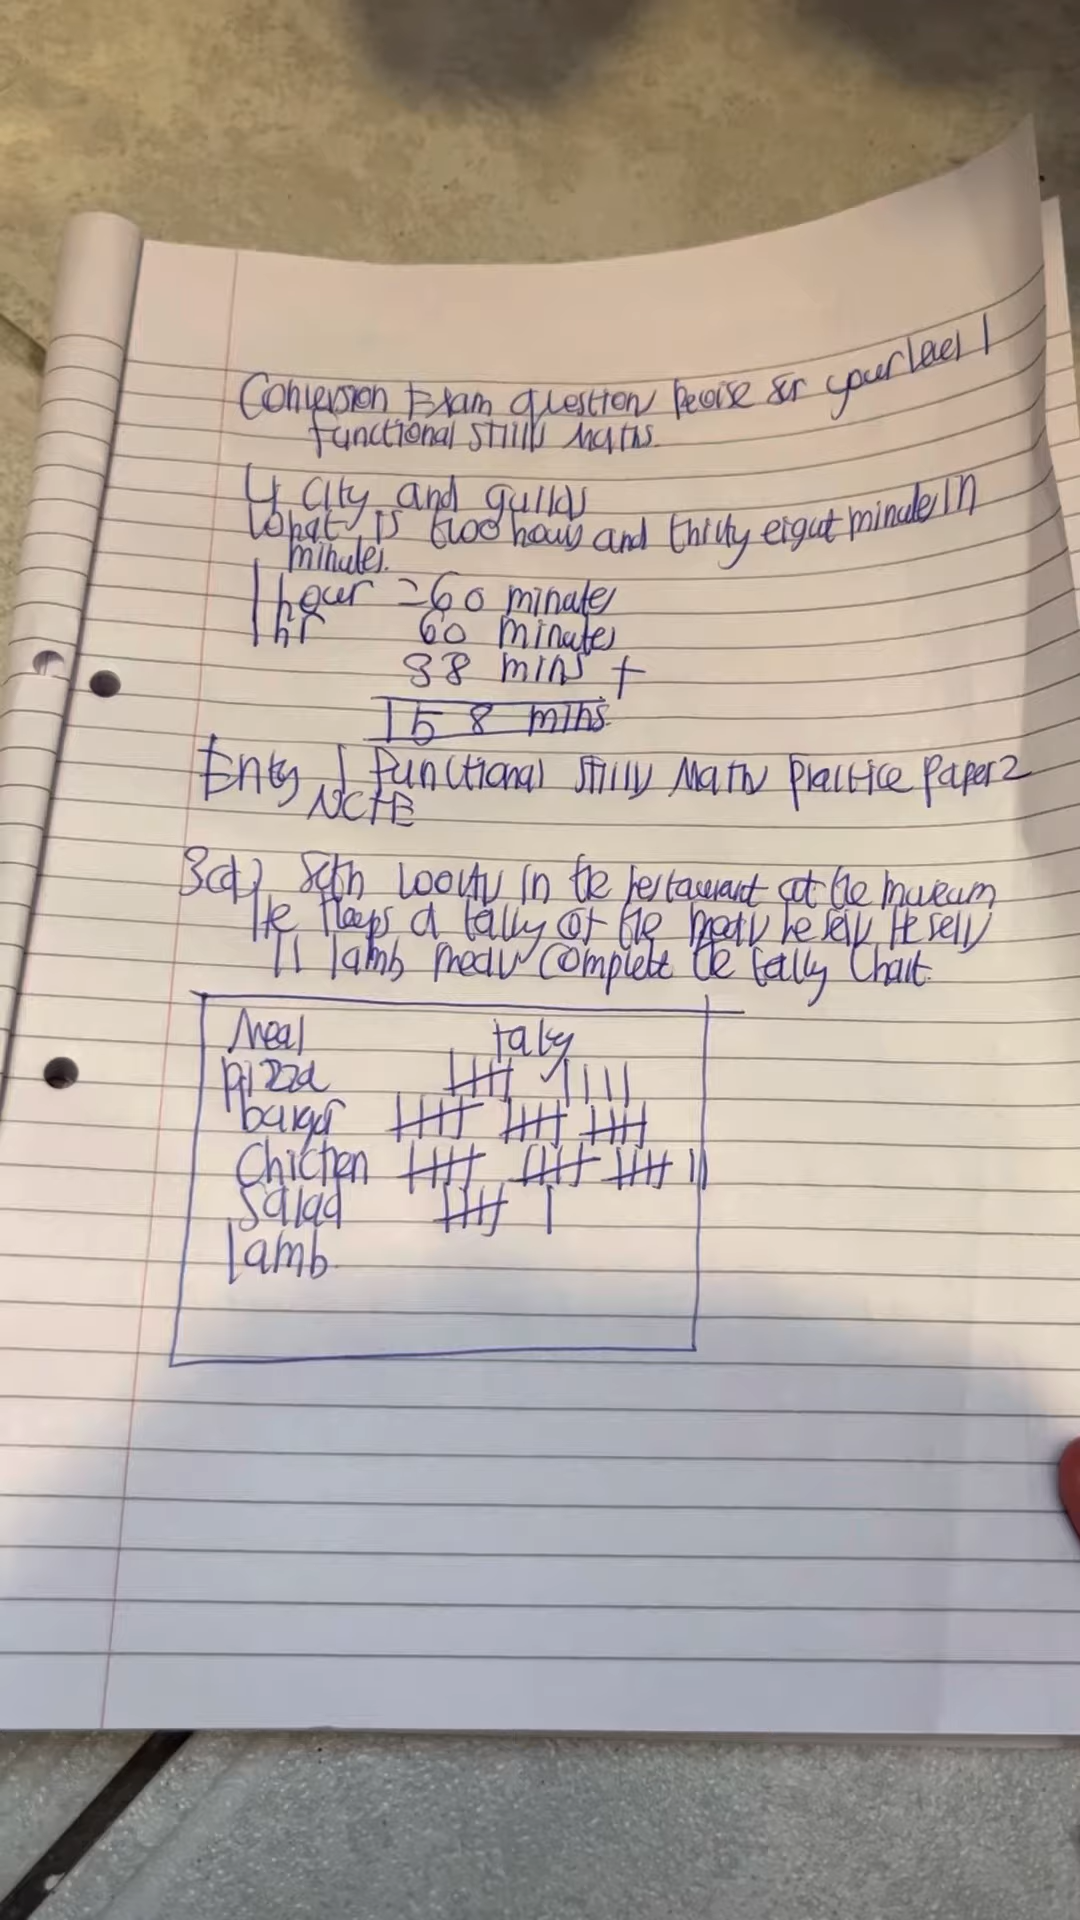 Conversion Exam question Revise for your level 1
functional skills Maths.
4 City and guilds
What is two hours and thirty eight minutes in
minutes.
1 hour = 60 minutes
1 hr 60 minutes
38 mins +
158 mins
Entry 1 functional skills Maths practice paper 2
NCFE
3(a) Seth works in the restaurant at the museum
He keeps a tally of the meals he sells. He sells
11 lamb meals complete the tally chart.
Meal tally
pizza
burger
Chicken
salad
lamb